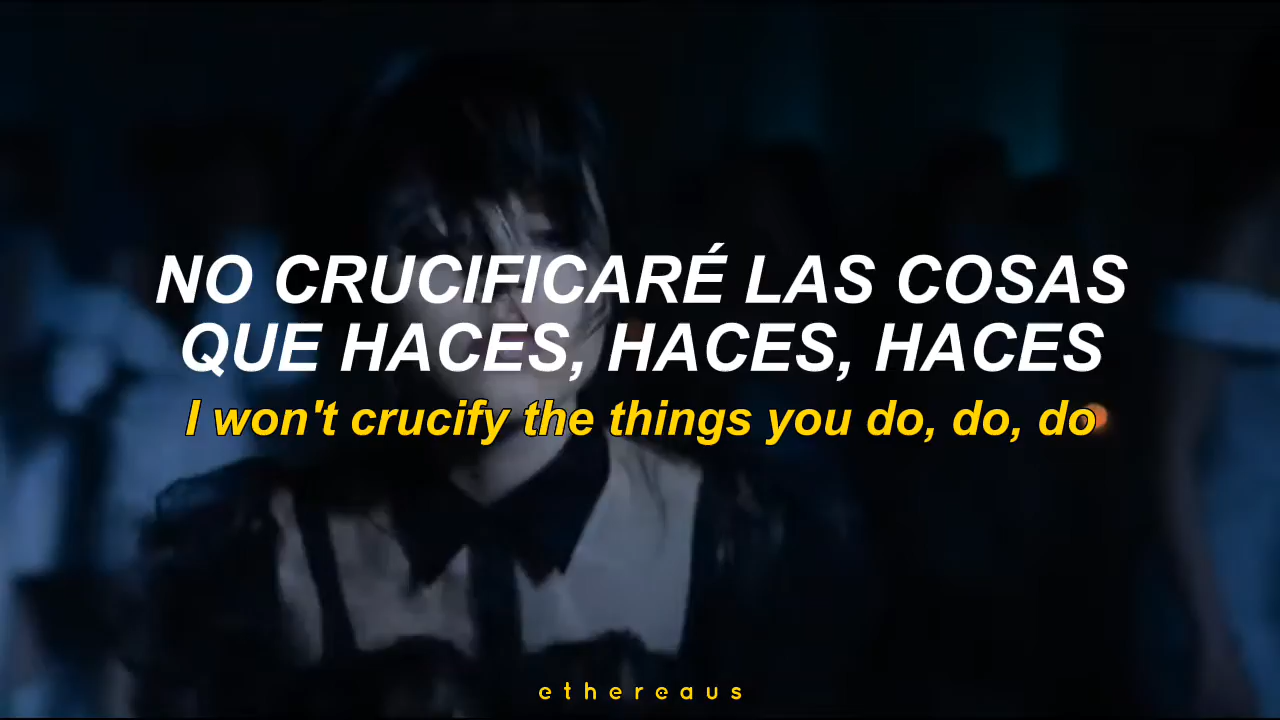 NO CRUCIFICARÉ LAS COSAS
QUE HACES, HACES, HACES
I won't crucify the things you do, do, do
ethereaus